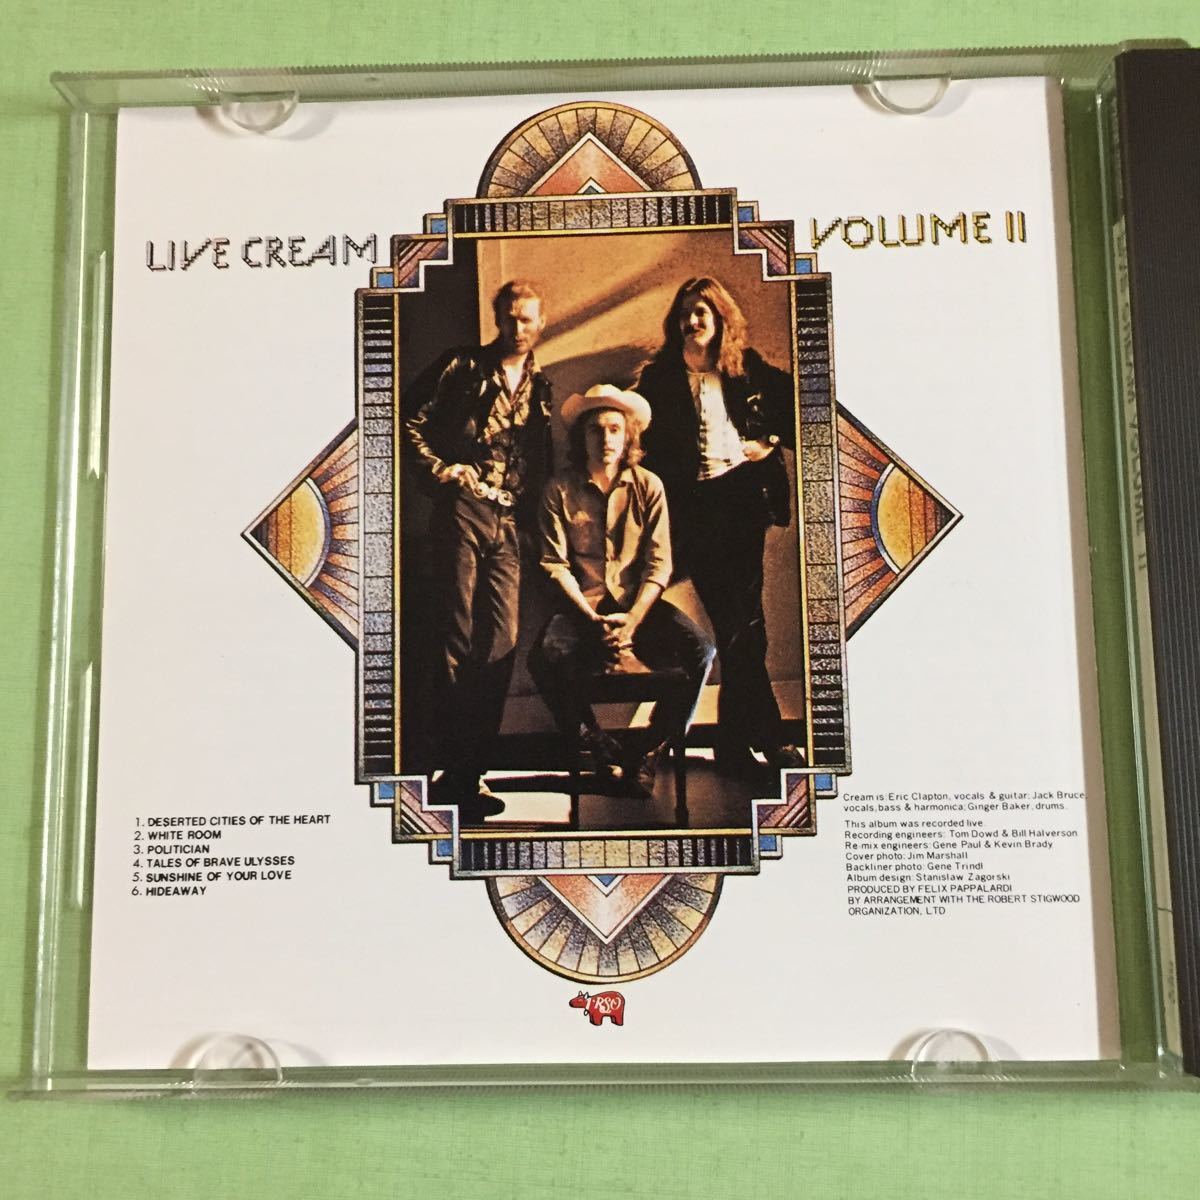 LIVE CREAM
VOLUME II
1. DESERTED CITIES OF THE HEART
2. WHITE ROOM
3. POLITICIAN
4. TALES OF BRAVE ULYSSES
5. SUNSHINE OF YOUR LOVE
6. HIDEAWAY
Cream is: Eric Clapton, vocals & guitar; Jack Bruce,
vocals, bass & harmonica; Ginger Baker, drums.
This album was recorded live.
Recording engineers: Tom Dowd & Bill Halverson
Re-mix engineers: Gene Paul & Kevin Brady
Cover photo: Jim Marshall
Backliner photo: Gene Trindl
Album design: Stanislaw Zagorski
PRODUCED BY FELIX PAPPALARDI
BY ARRANGEMENT WITH THE ROBERT STIGWOOD
ORGANIZATION, LTD
RSO